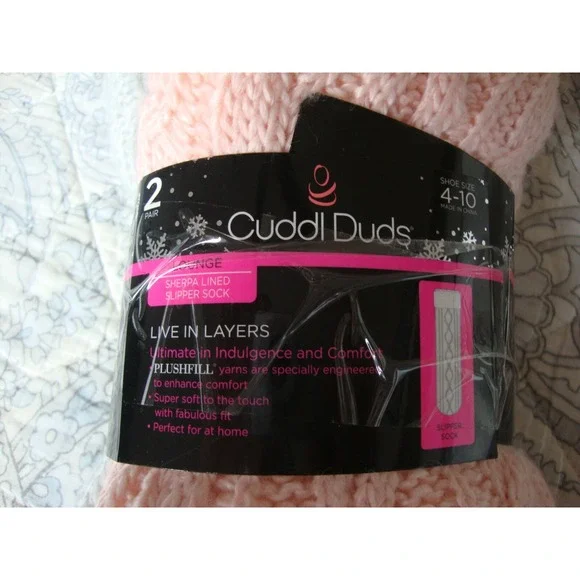 2
PAIR
Cuddl Duds®
SHOE SIZE
4-10
MADE IN CHINA
SHERPA LINED
SLIPPER SOCK
LIVE IN LAYERS
Ultimate in Indulgence and Comfort
• PLUSHFILL® yarns are specially engineered
to enhance comfort
• Super soft to the touch
with fabulous fit
• Perfect for at home
SLIPPER
SOCK